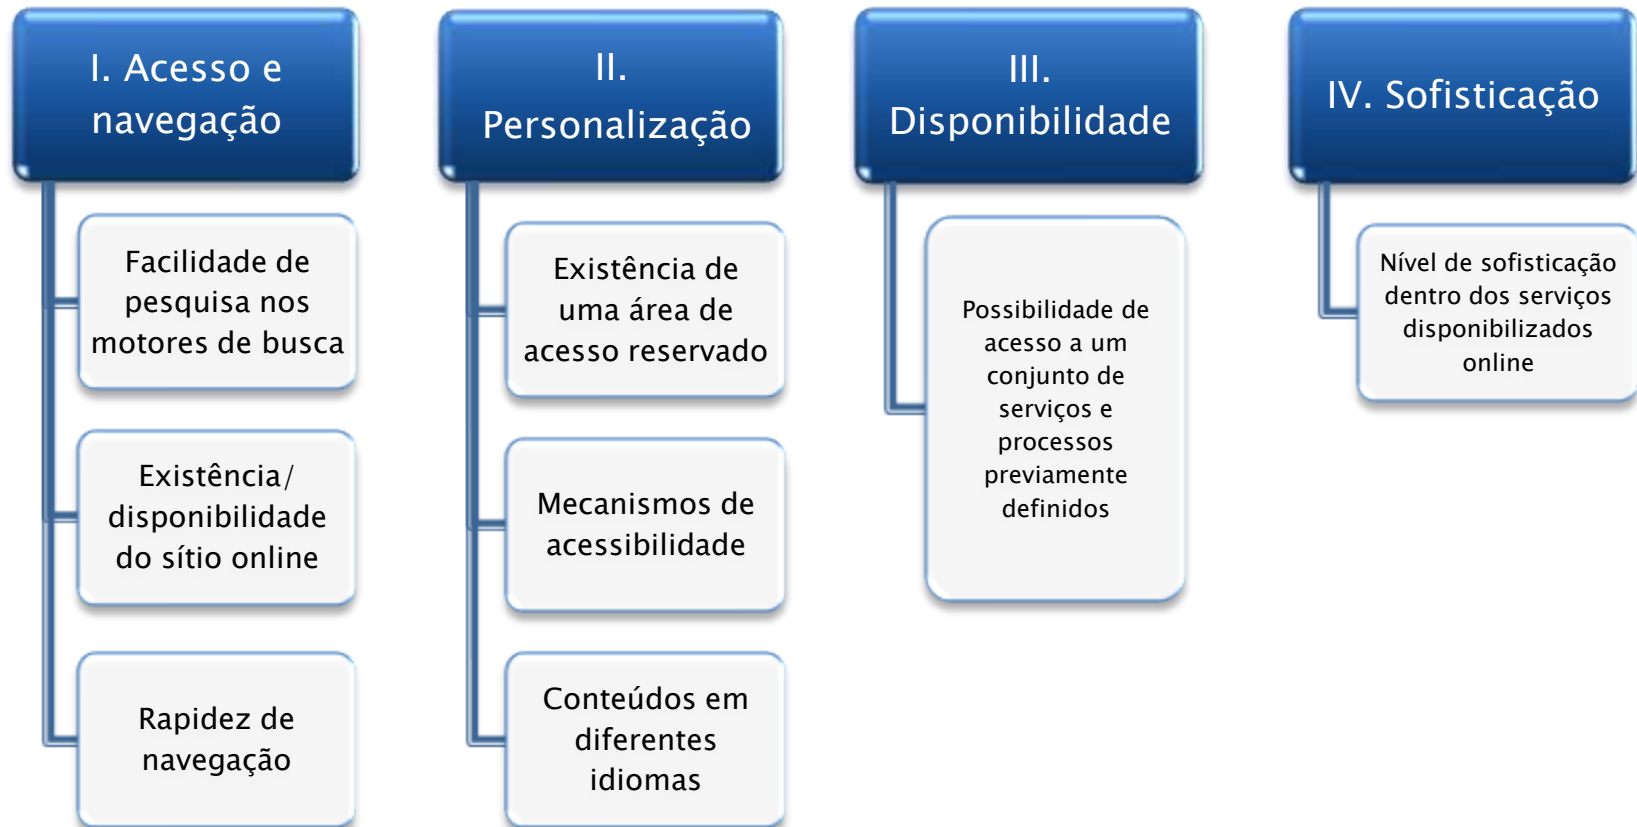 I. Acesso e
navegação
Facilidade de
pesquisa nos
motores de busca
Existência/
disponibilidade
do sítio online
Rapidez de
navegação
II.
Personalização
Existência de
uma área de
acesso reservado
Mecanismos de
acessibilidade
Conteúdos em
diferentes
idiomas
III.
Disponibilidade
Possibilidade de
acesso a um
conjunto de
serviços e
processos
previamente
definidos
IV. Sofisticação
Nível de sofisticação
dentro dos serviços
disponibilizados
online